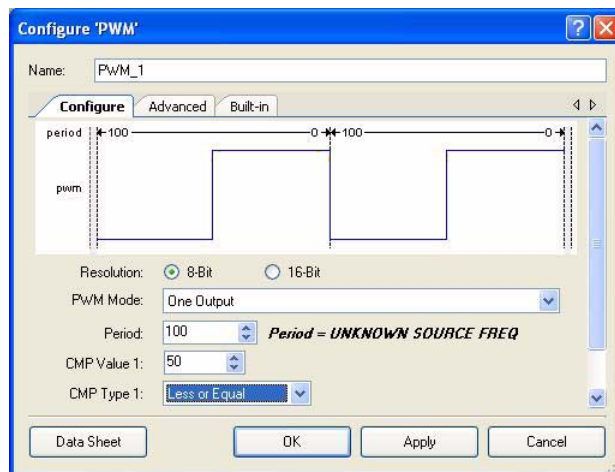 Configure 'PWM'
Name: PWM_1
Configure Advanced Built-in
period 100 0 100 0
pwm
Resolution: 8-Bit 16-Bit
PWM Mode: One Output
Period: 100 Period = UNKNOWN SOURCE FREQ
CMP Value 1: 50
CMP Type 1: Less or Equal
Data Sheet OK Apply Cancel